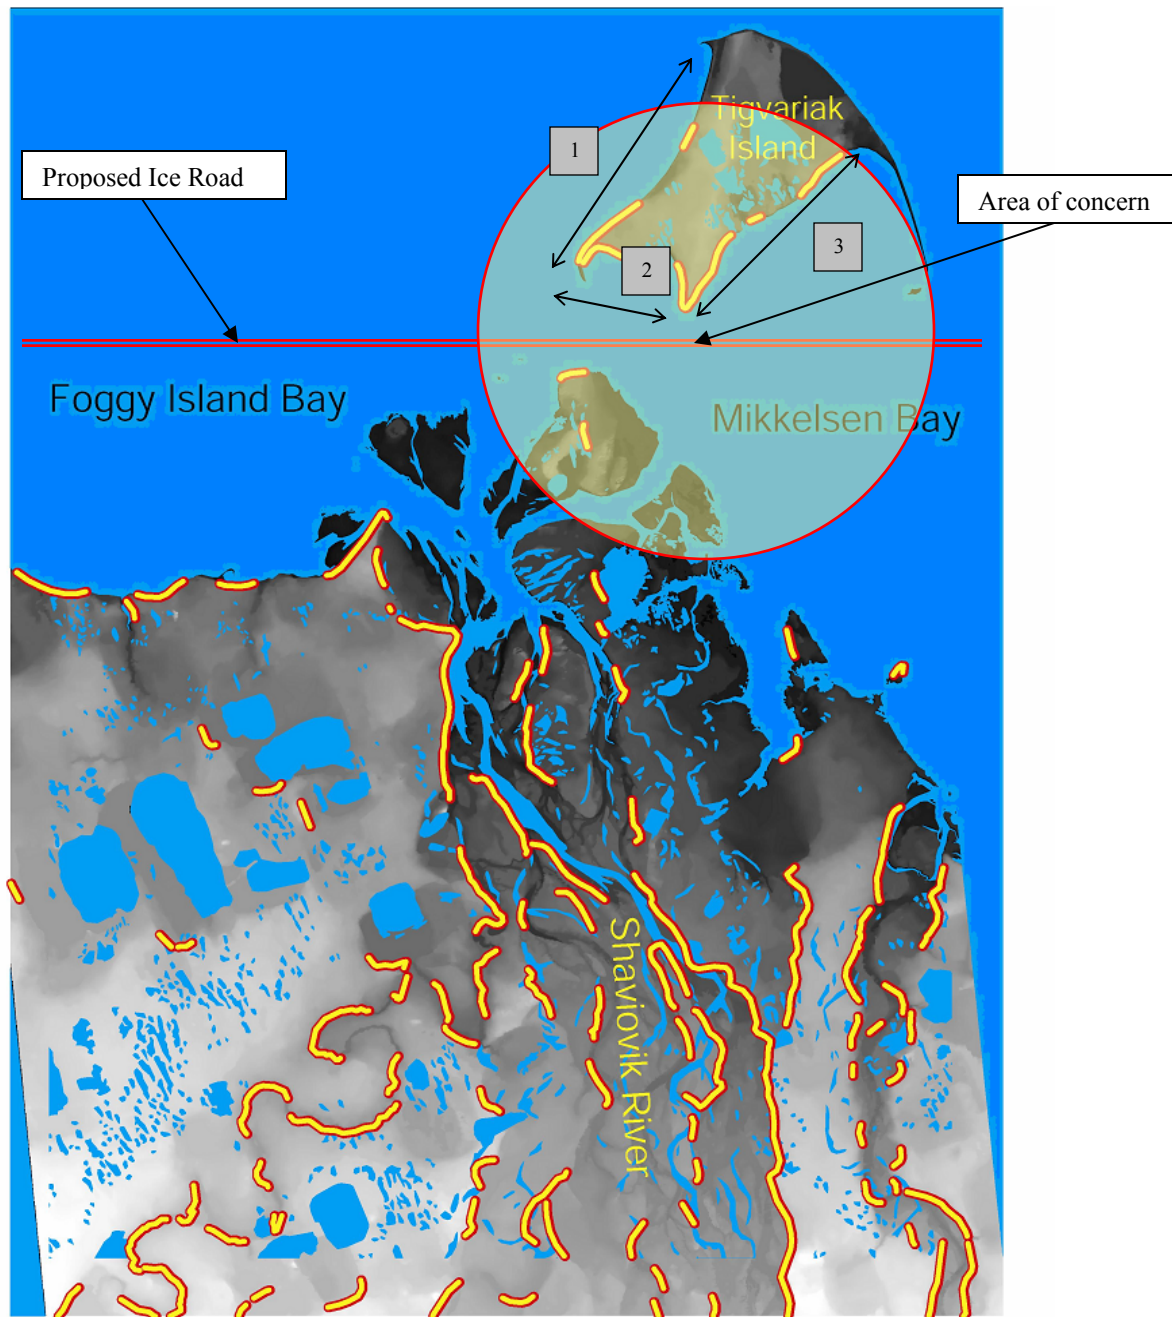 Tigvariak
Island
1
Proposed Ice Road
Area of concern
3
2
Foggy Island Bay
Mikkelsen Bay
Shaviovik River